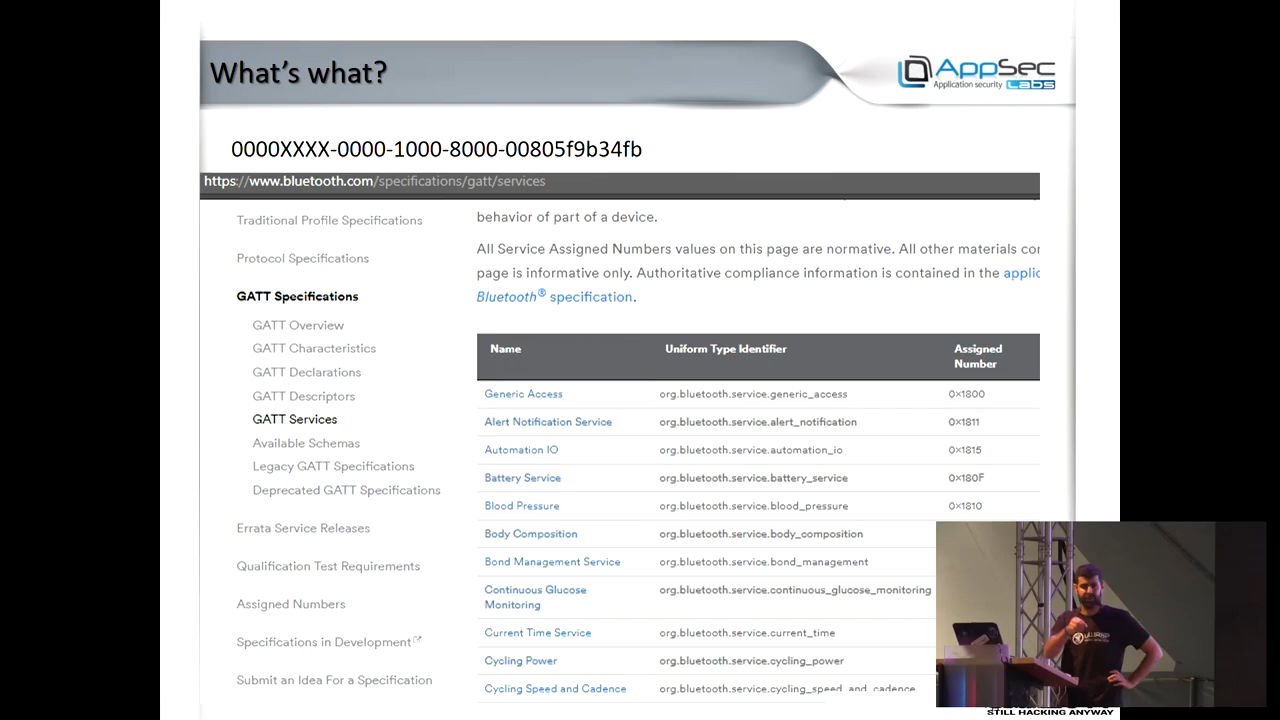 What's what?
AppSec
Application security Labs
0000XXXX-0000-1000-8000-00805f9b34fb
https://www.bluetooth.com/specifications/gatt/services
Traditional Profile Specifications
Protocol Specifications
GATT Specifications
GATT Overview
GATT Characteristics
GATT Declarations
GATT Descriptors
GATT Services
Available Schemas
Legacy GATT Specifications
Deprecated GATT Specifications
Errata Service Releases
Qualification Test Requirements
Assigned Numbers
Specifications in Development
Submit an Idea For a Specification
behavior of part of a device.
All Service Assigned Numbers values on this page are normative. All other materials cor
page is informative only. Authoritative compliance information is contained in the applic
Bluetooth® specification.
Name Uniform Type Identifier Assigned
Number
Generic Access org.bluetooth.service.generic_access 0x1800
Alert Notification Service org.bluetooth.service.alert_notification 0x1811
Automation IO org.bluetooth.service.automation_io 0x1815
Battery Service org.bluetooth.service.battery_service 0x180F
Blood Pressure org.bluetooth.service.blood_pressure 0x1810
Body Composition org.bluetooth.service.body_composition
Bond Management Service org.bluetooth.service.bond_management
Continuous Glucose org.bluetooth.service.continuous_glucose_monitoring
Monitoring
Current Time Service org.bluetooth.service.current_time
Cycling Power org.bluetooth.service.cycling_power
Cycling Speed and Cadence org.bluetooth.service.cycling_speed_and_cadence
STILL HACKING ANYWAY